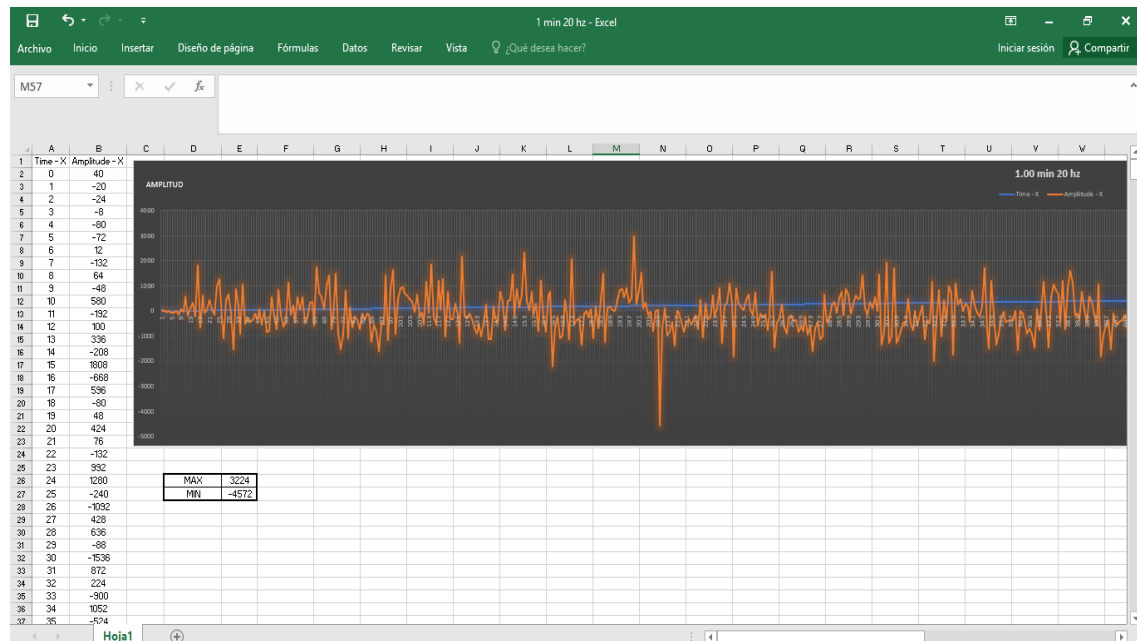 1 min 20 hz - Excel
Archivo Inicio Insertar Diseño de página Fórmulas Datos Revisar Vista ¿Qué desea hacer? Iniciar sesión Compartir
M57 fx
A B C D E F G H I J K L M N O P Q R S T U V W
1 Time - X Amplitude - X
2 0 40
3 1 -20
4 2 -24
5 3 -8
6 4 -80
7 5 -72
8 6 12
9 7 -132
10 8 64
11 9 -48
12 10 580
13 11 -192
14 12 100
15 13 336
16 14 -208
17 15 1808
18 16 -668
19 17 596
20 18 -80
21 19 48
22 20 424
23 21 76
24 22 -132
25 23 992
26 24 1280
27 25 -240
28 26 -1092
29 27 428
30 28 636
31 29 -88
32 30 -1536
33 31 872
34 32 224
35 33 -900
36 34 1052
37 35 -524
1.00 min 20 hz
AMPLITUD
Time - X Amplitude - X
4000
3000
2000
1000
0
-1000
-2000
-3000
-4000
-5000
MAX 3224
MIN -4572
Hoja1